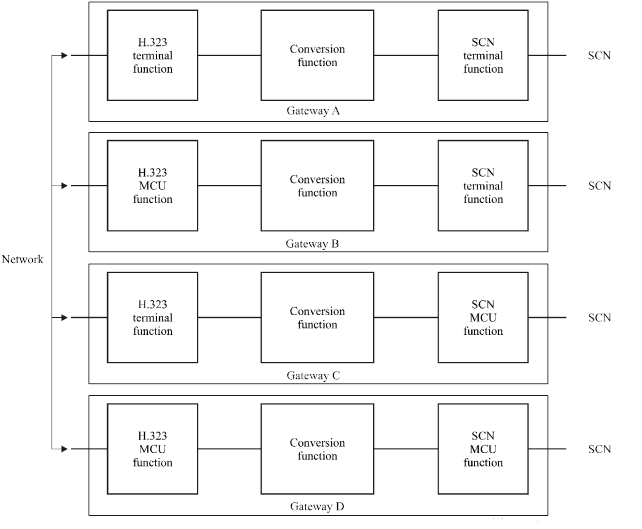 H.323
terminal
function
Conversion
function
SCN
terminal
function
SCN
Gateway A
H.323
MCU
function
Conversion
function
SCN
terminal
function
SCN
Gateway B
Network
H.323
terminal
function
Conversion
function
SCN
MCU
function
SCN
Gateway C
H.323
MCU
function
Conversion
function
SCN
MCU
function
SCN
Gateway D